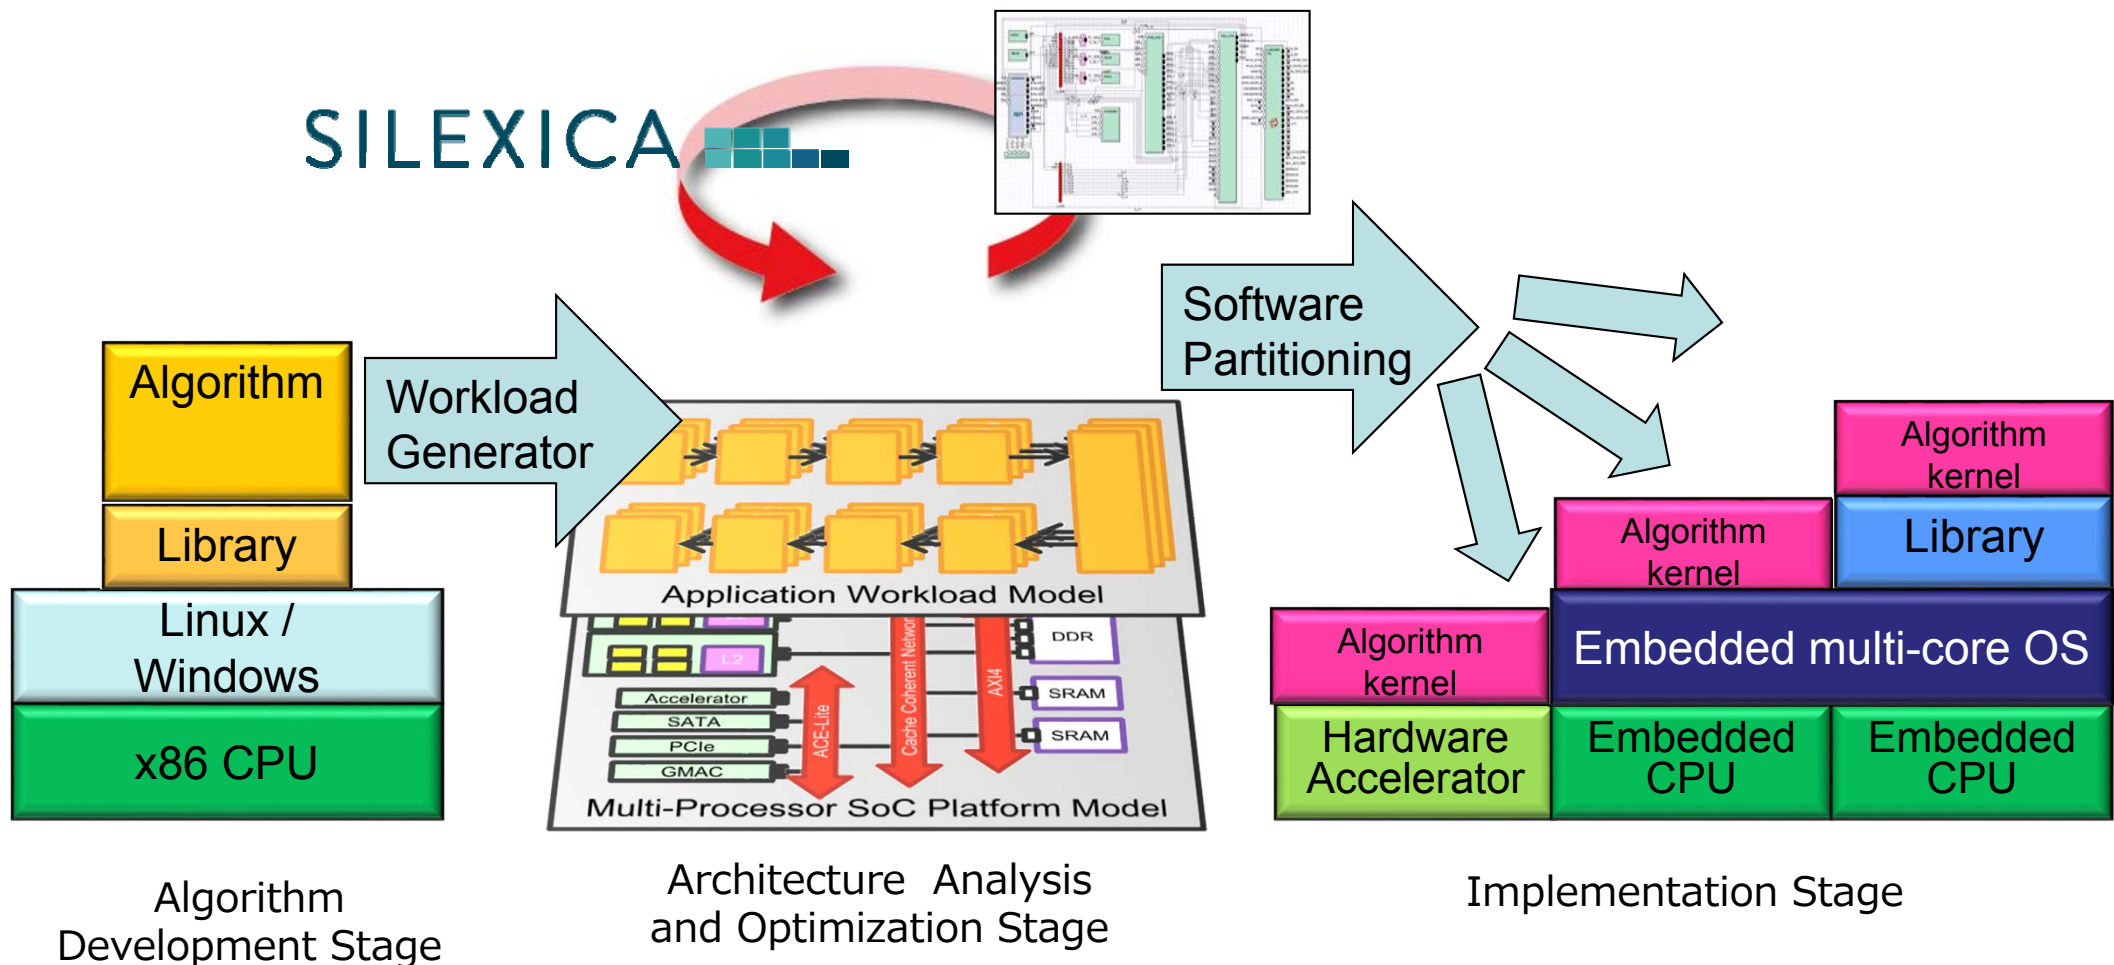 SILEXICA
Algorithm
Library
Linux /
Windows
x86 CPU
Algorithm
Development Stage
Workload
Generator
Application Workload Model
L2
DDR
Accelerator
SATA
PCIe
GMAC
ACE-Lite
Cache Coherent Network
AXI4
SRAM
SRAM
Multi-Processor SoC Platform Model
Architecture Analysis
and Optimization Stage
Software
Partitioning
Algorithm
kernel
Library
Algorithm
kernel
Embedded multi-core OS
Algorithm
kernel
Hardware
Accelerator
Embedded
CPU
Embedded
CPU
Implementation Stage